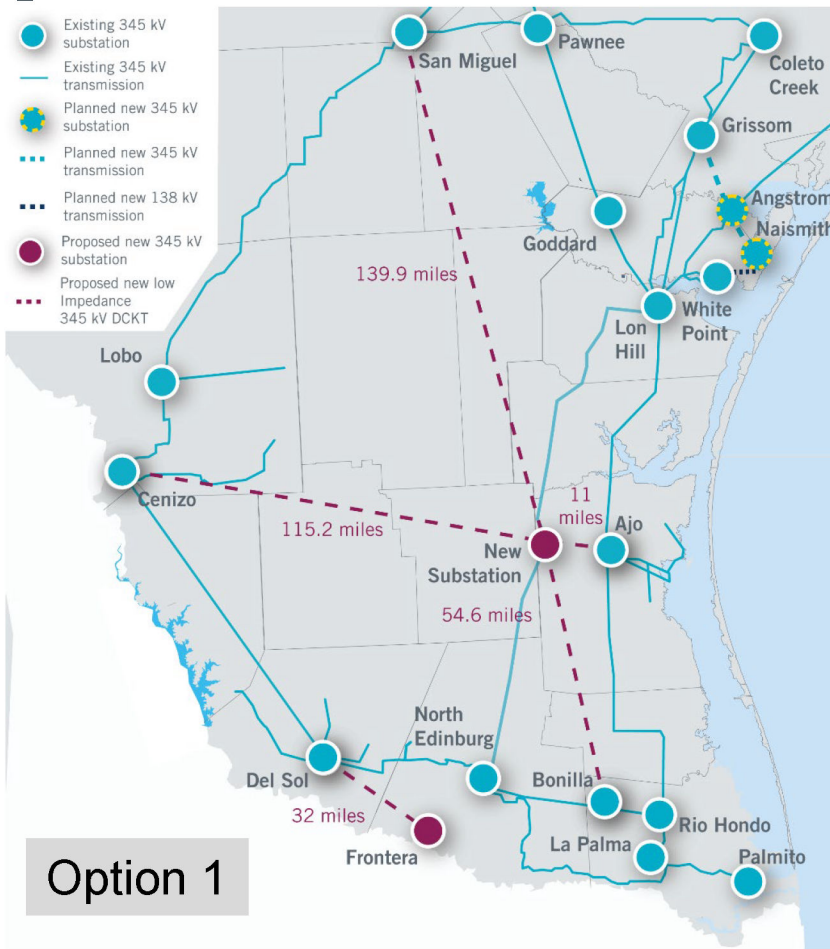 Existing 345 kV
substation
Existing 345 kV
transmission
Planned new 345 kV
substation
Planned new 345 kV
transmission
Planned new 138 kV
transmission
Proposed new 345 kV
substation
Proposed new low
Impedance
345 kV DCKT
San Miguel
Pawnee
Coleto
Creek
Grissom
Angstrom
Naismith
Goddard
139.9 miles
White
Point
Lon
Hill
Lobo
Cenizo
115.2 miles
11
miles
Ajo
New
Substation
54.6 miles
North
Edinburg
Del Sol
Bonilla
32 miles
Rio Hondo
La Palma
Frontera
Palmito
Option 1